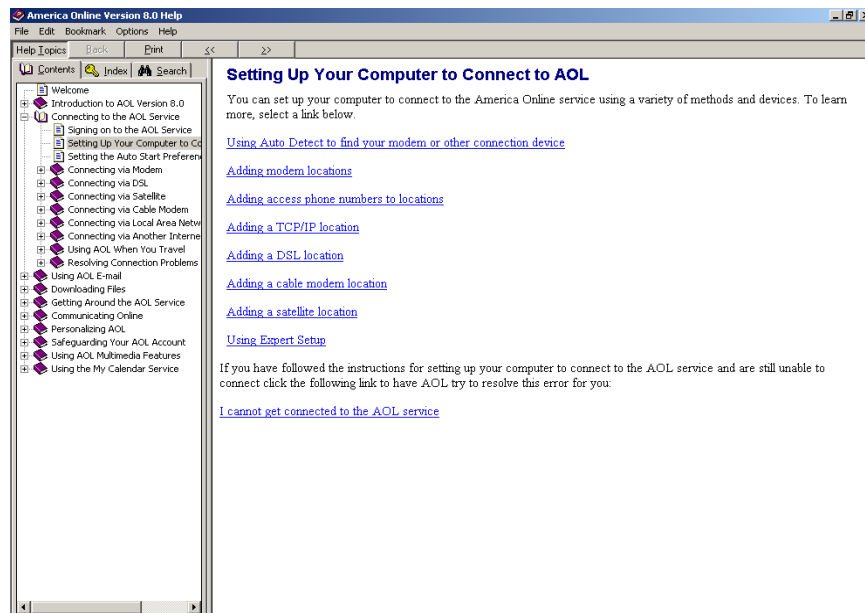 America Online Version 8.0 Help
File Edit Bookmark Options Help
Help Topics Back Print << >>
Contents Index Search
Welcome
Introduction to AOL Version 8.0
Connecting to the AOL Service
Signing on to the AOL Service
Setting Up Your Computer to Co
Setting the Auto Start Preferen
Connecting via Modem
Connecting via DSL
Connecting via Satellite
Connecting via Cable Modem
Connecting via Local Area Netw
Connecting via Another Interne
Using AOL When You Travel
Resolving Connection Problems
Using AOL E-mail
Downloading Files
Getting Around the AOL Service
Communicating Online
Personalizing AOL
Safeguarding Your AOL Account
Using AOL Multimedia Features
Using the My Calendar Service
Setting Up Your Computer to Connect to AOL
You can set up your computer to connect to the America Online service using a variety of methods and devices. To learn
more, select a link below.
Using Auto Detect to find your modem or other connection device
Adding modem locations
Adding access phone numbers to locations
Adding a TCP/IP location
Adding a DSL location
Adding a cable modem location
Adding a satellite location
Using Expert Setup
If you have followed the instructions for setting up your computer to connect to the AOL service and are still unable to
connect click the following link to have AOL try to resolve this error for you:
I cannot get connected to the AOL service